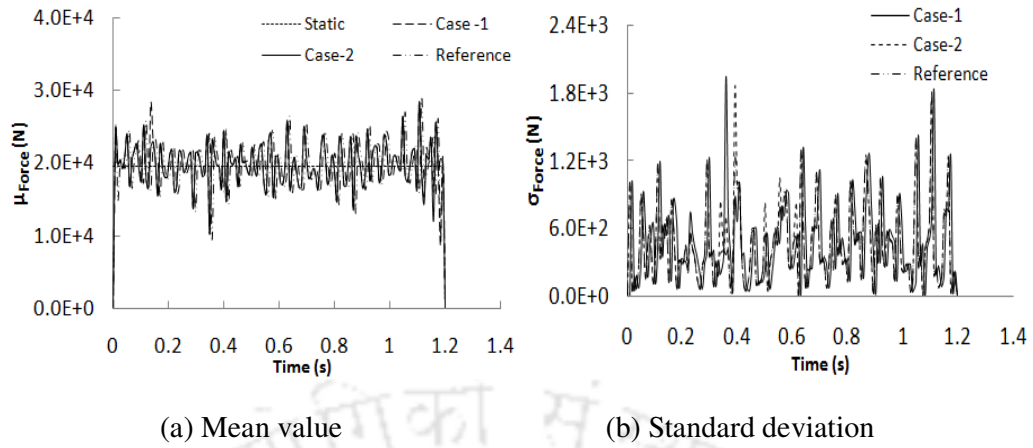 4.0E+4
3.0E+4
2.0E+4
1.0E+4
0.0E+0
μForce (N)
Static
Case-1
Case-2
Reference
0 0.2 0.4 0.6 0.8 1 1.2 1.4
Time (s)
(a) Mean value
2.4E+3
1.8E+3
1.2E+3
6.0E+2
0.0E+0
σForce (N)
Case-1
Case-2
Reference
0 0.2 0.4 0.6 0.8 1 1.2 1.4
Time (s)
(b) Standard deviation